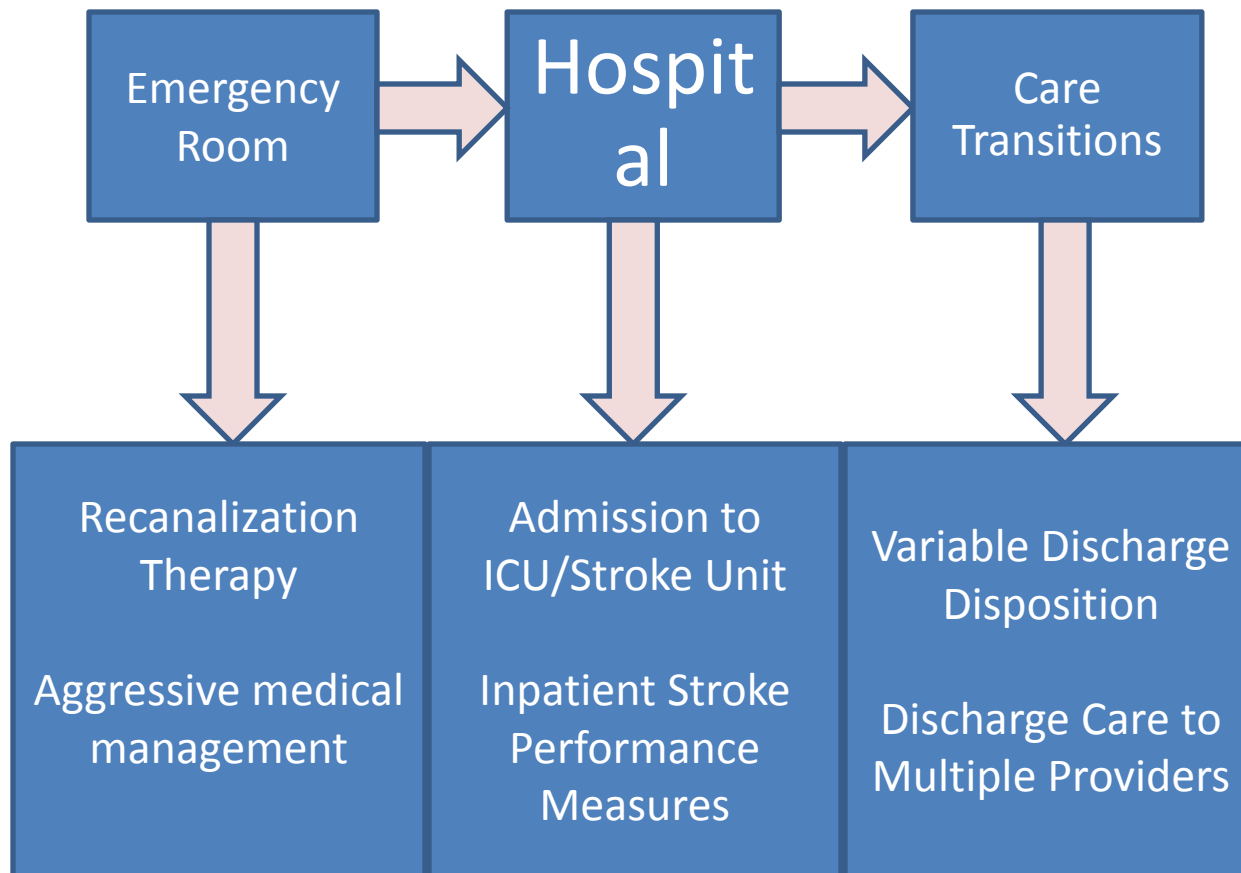 Emergency
Room
Hospit
al
Care
Transitions
Recanalization
Therapy
Aggressive medical
management
Admission to
ICU/Stroke Unit
Inpatient Stroke
Performance
Measures
Variable Discharge
Disposition
Discharge Care to
Multiple Providers